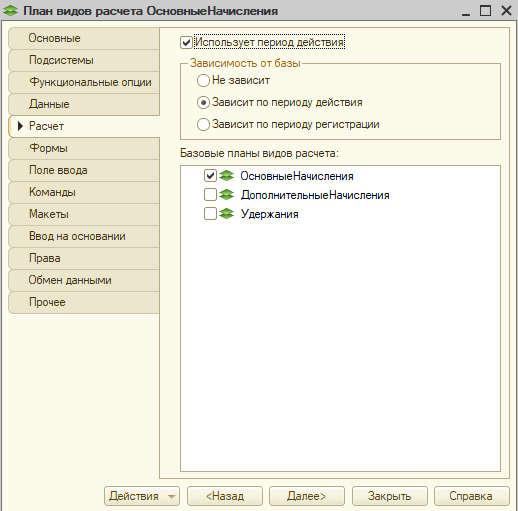 План видов расчета ОсновныеНачисления
Основные
Подсистемы
Функциональные опции
Данные
Расчет
Формы
Поле ввода
Команды
Макеты
Ввод на основании
Права
Обмен данными
Прочее
Использует период действия
Зависимость от базы
Не зависит
Зависит по периоду действия
Зависит по периоду регистрации
Базовые планы видов расчета:
ОсновныеНачисления
ДополнительныеНачисления
Удержания
Действия
<Назад
Далее>
Закрыть
Справка